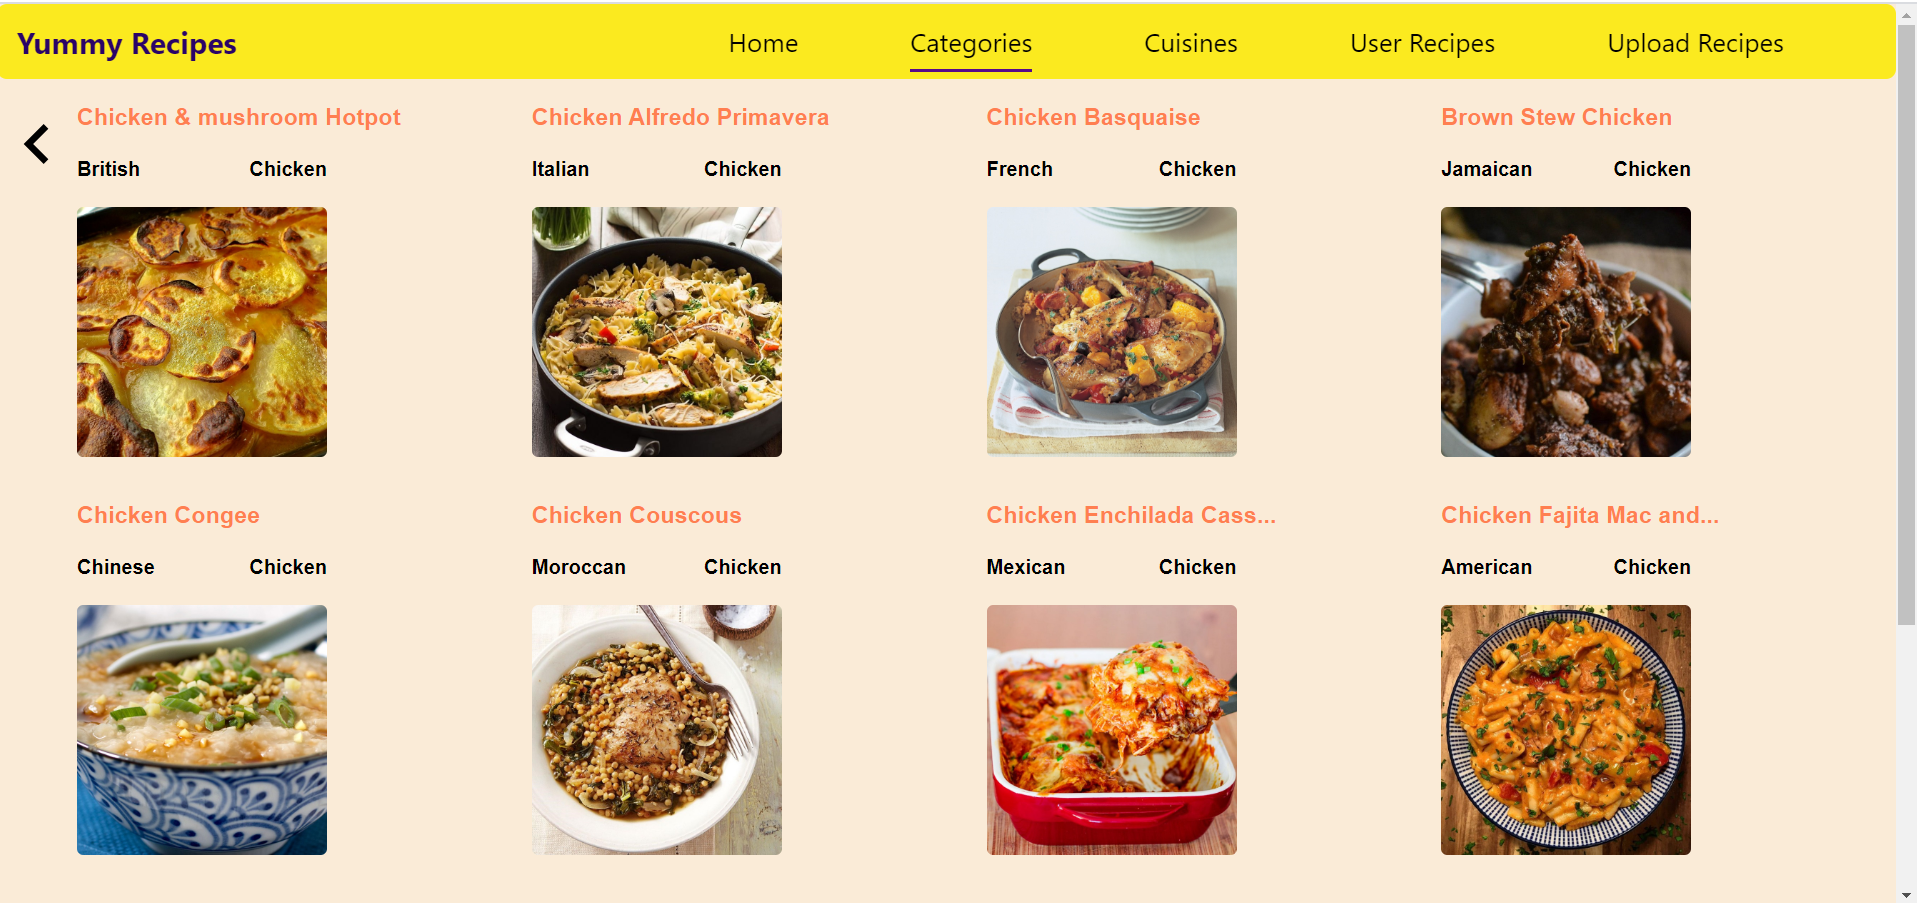 Yummy Recipes
Home
Categories
Cuisines
User Recipes
Upload Recipes
Chicken & mushroom Hotpot
British
Chicken
Chicken Alfredo Primavera
Italian
Chicken
Chicken Basquaise
French
Chicken
Brown Stew Chicken
Jamaican
Chicken
Chicken Congee
Chinese
Chicken
Chicken Couscous
Moroccan
Chicken
Chicken Enchilada Cass...
Mexican
Chicken
Chicken Fajita Mac and...
American
Chicken